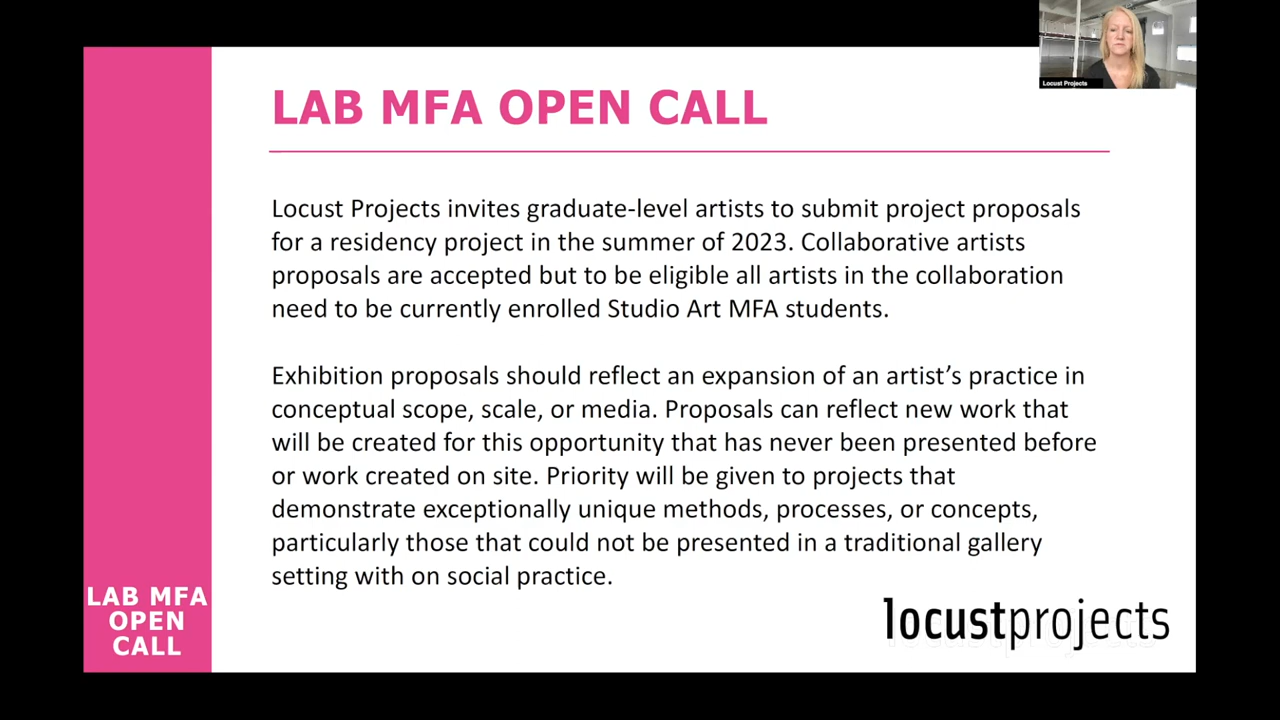 Locust Projects
LAB MFA OPEN CALL
Locust Projects invites graduate-level artists to submit project proposals
for a residency project in the summer of 2023. Collaborative artists
proposals are accepted but to be eligible all artists in the collaboration
need to be currently enrolled Studio Art MFA students.
Exhibition proposals should reflect an expansion of an artist’s practice in
conceptual scope, scale, or media. Proposals can reflect new work that
will be created for this opportunity that has never been presented before
or work created on site. Priority will be given to projects that
demonstrate exceptionally unique methods, processes, or concepts,
particularly those that could not be presented in a traditional gallery
setting with on social practice.
LAB MFA
OPEN
CALL
locustprojects